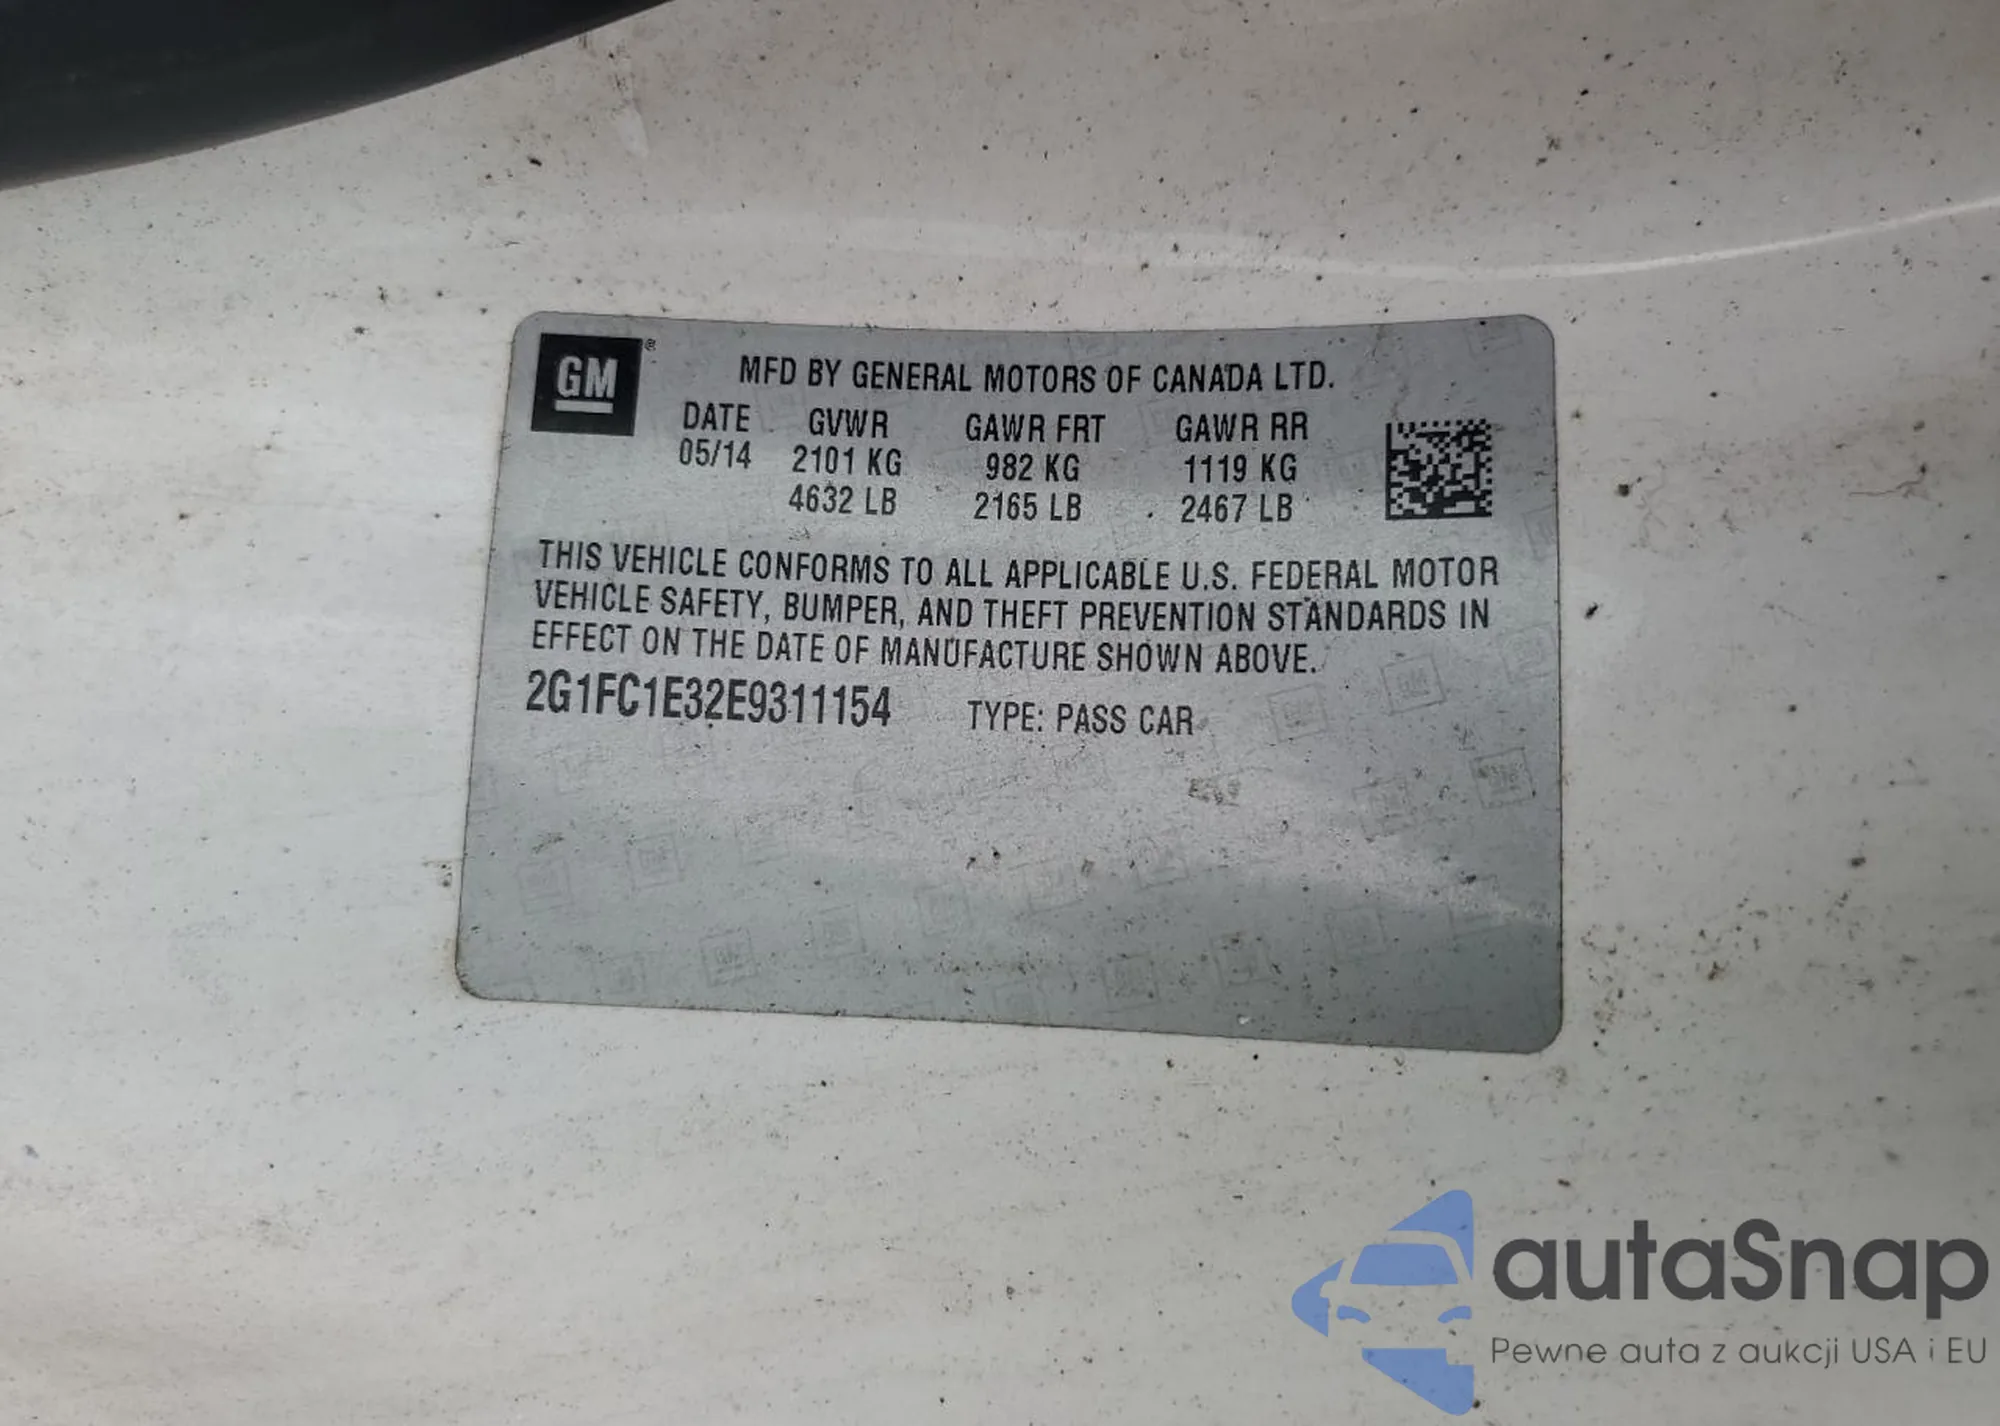 GM®
MFD BY GENERAL MOTORS OF CANADA LTD.
DATE GVWR GAWR FRT GAWR RR
05/14 2101 KG 982 KG 1119 KG
4632 LB 2165 LB 2467 LB
THIS VEHICLE CONFORMS TO ALL APPLICABLE U.S. FEDERAL MOTOR
VEHICLE SAFETY, BUMPER, AND THEFT PREVENTION STANDARDS IN
EFFECT ON THE DATE OF MANUFACTURE SHOWN ABOVE.
2G1FC1E32E9311154 TYPE: PASS CAR
autaSnap
Pewne auta z aukcji USA i EU